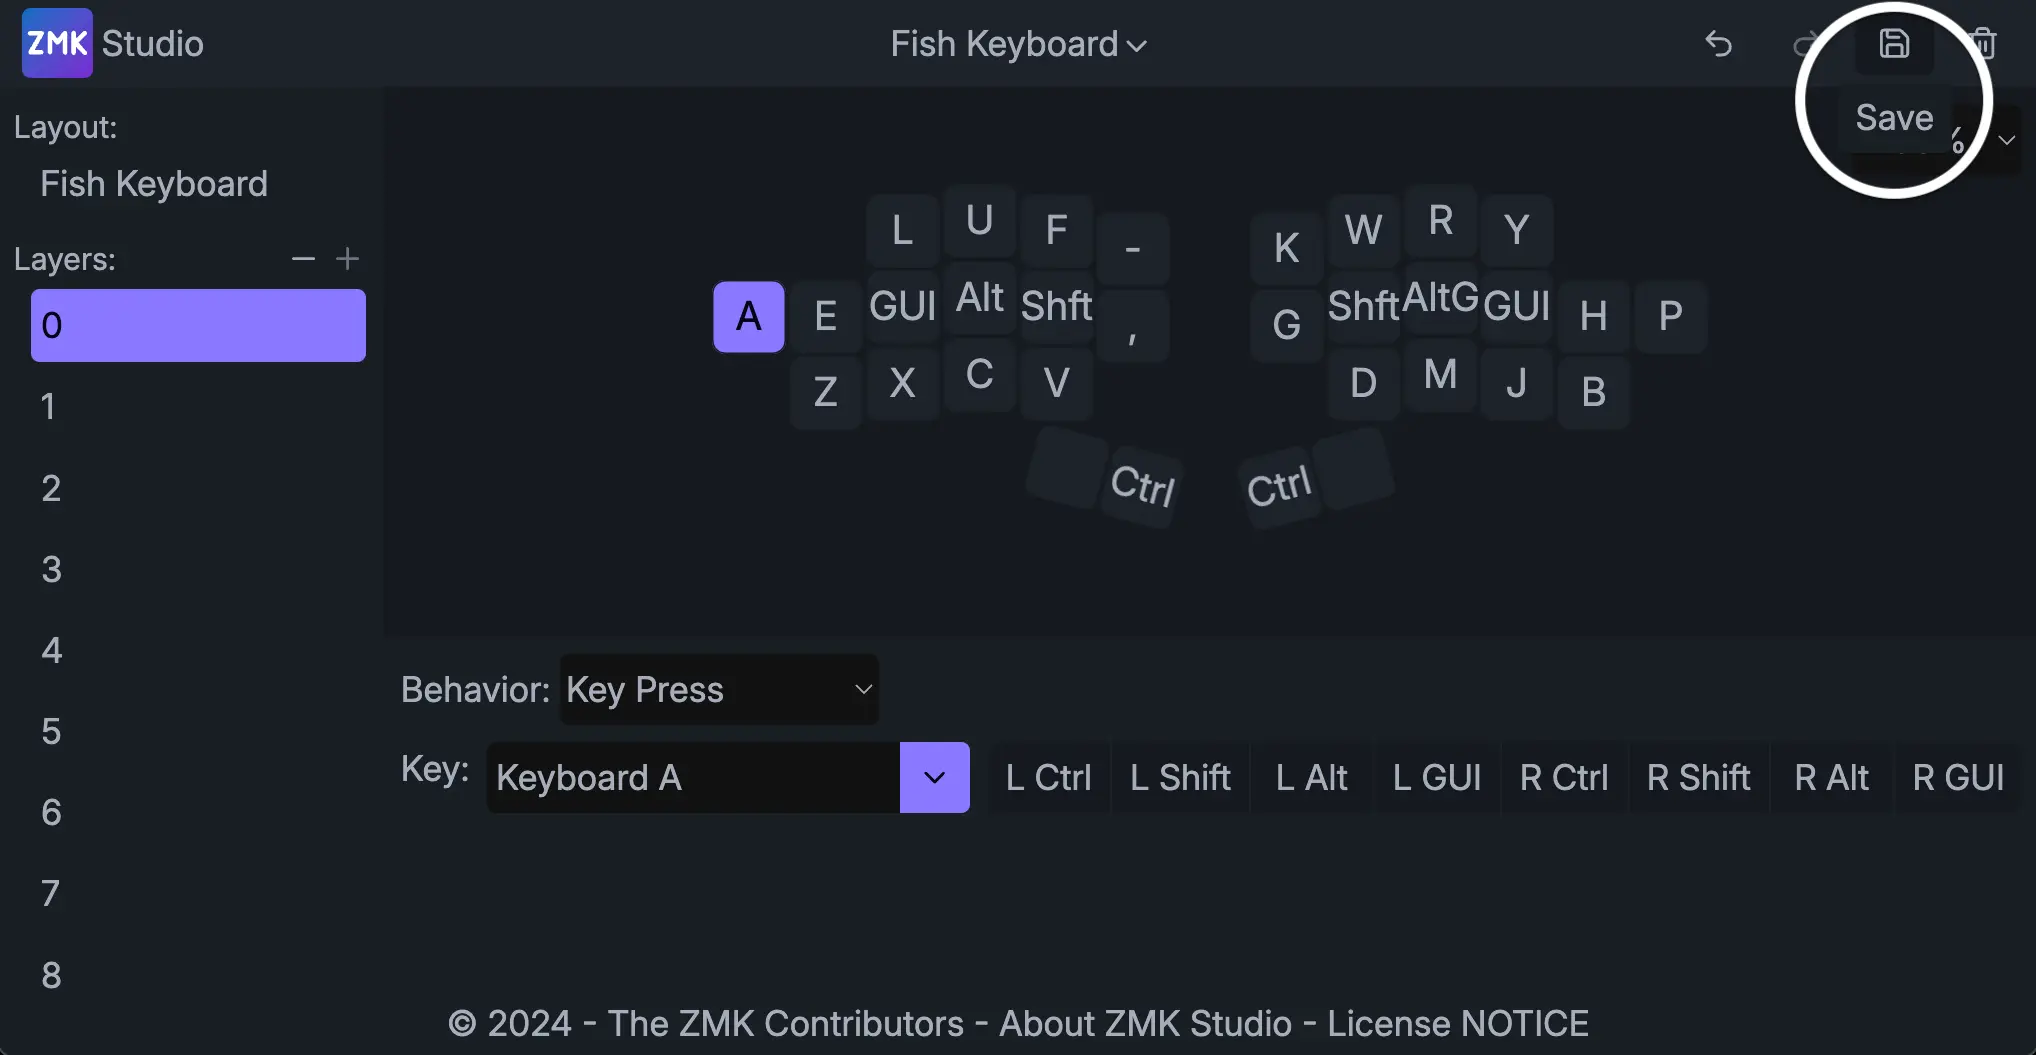 ZMK Studio
Fish Keyboard
Save
%
Layout:
Fish Keyboard
Layers:
0
1
2
3
4
5
6
7
8
L U F - K W R Y
A E GUI Alt Shft , G Shft AltG GUI H P
Z X C V D M J B
Ctrl Ctrl
Behavior: Key Press
Key: Keyboard A L Ctrl L Shift L Alt L GUI R Ctrl R Shift R Alt R GUI
© 2024 - The ZMK Contributors - About ZMK Studio - License NOTICE